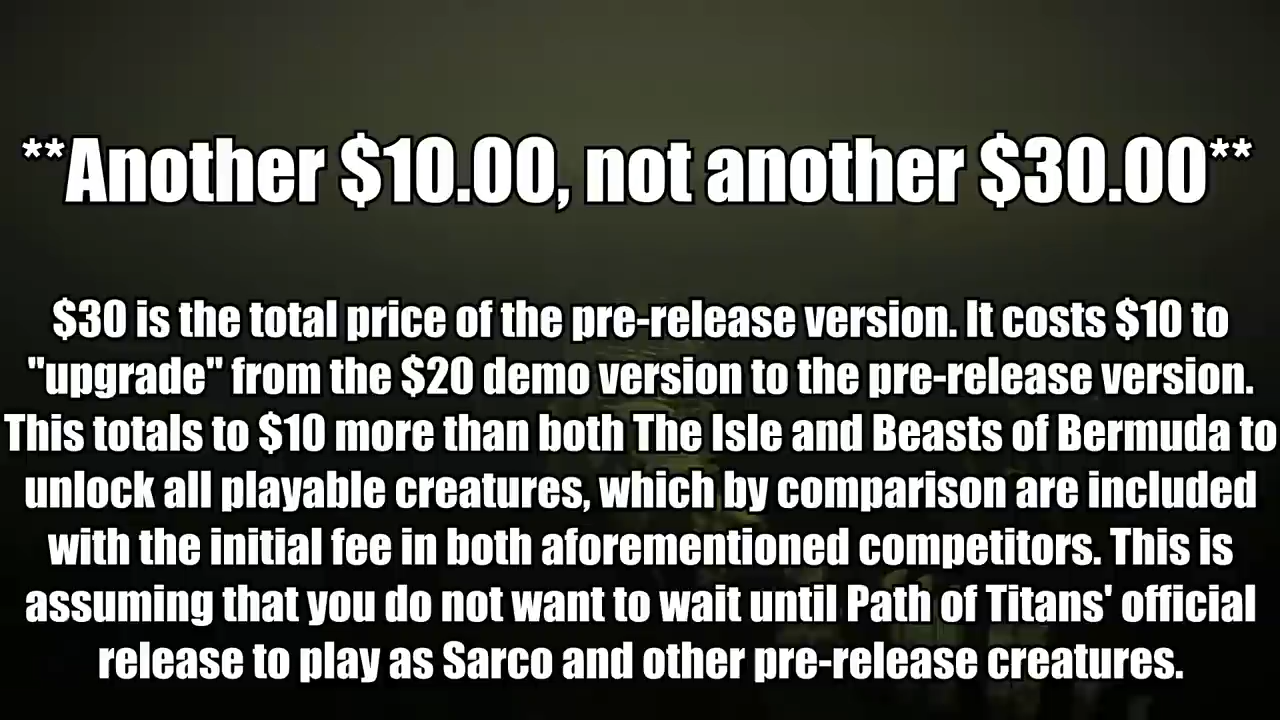 **Another $10.00, not another $30.00**
$30 is the total price of the pre-release version. It costs $10 to
"upgrade" from the $20 demo version to the pre-release version.
This totals to $10 more than both The Isle and Beasts of Bermuda to
unlock all playable creatures, which by comparison are included
with the initial fee in both aforementioned competitors. This is
assuming that you do not want to wait until Path of Titans' official
release to play as Sarco and other pre-release creatures.